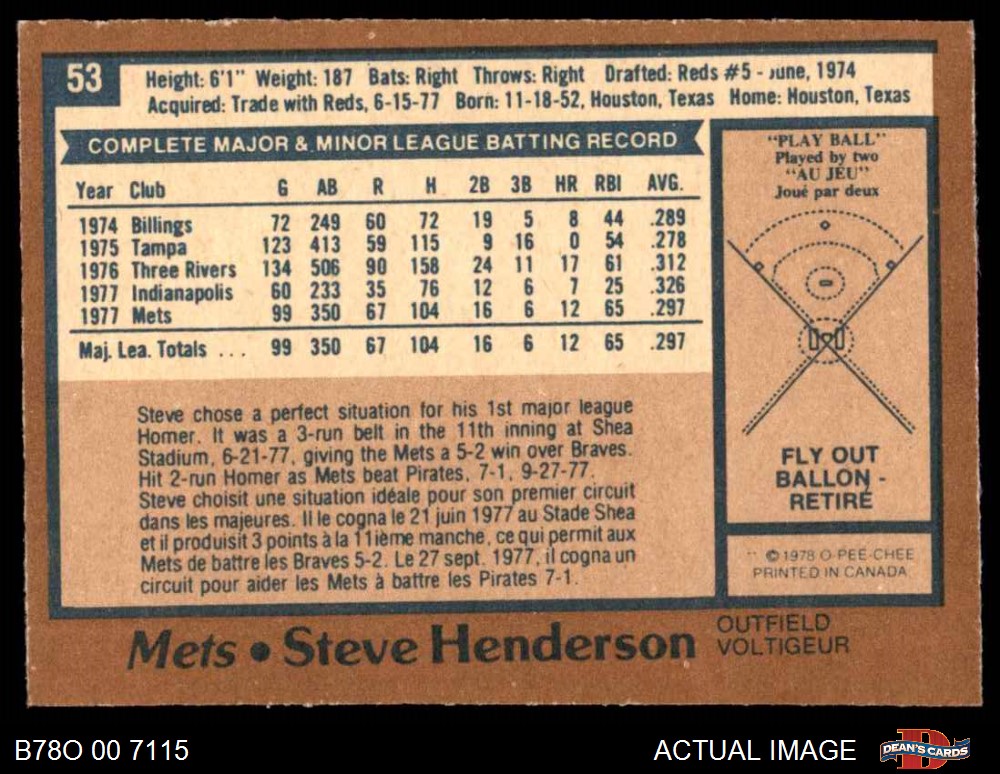 53
Height: 6'1" Weight: 187 Bats: Right Throws: Right Drafted: Reds #5 - June, 1974
Acquired: Trade with Reds, 6-15-77 Born: 11-18-52, Houston, Texas Home: Houston, Texas
COMPLETE MAJOR & MINOR LEAGUE BATTING RECORD
Year Club G AB R H 2B 3B HR RBI AVG.
1974 Billings 72 249 60 72 19 5 8 44 .289
1975 Tampa 123 413 59 115 9 16 0 54 .278
1976 Three Rivers 134 506 90 158 24 11 17 61 .312
1977 Indianapolis 60 233 35 76 12 6 7 25 .326
1977 Mets 99 350 67 104 16 6 12 65 .297
Maj. Lea. Totals ... 99 350 67 104 16 6 12 65 .297
Steve chose a perfect situation for his 1st major league
Homer. It was a 3-run belt in the 11th inning at Shea
Stadium, 6-21-77, giving the Mets a 5-2 win over Braves.
Hit 2-run Homer as Mets beat Pirates, 7-1, 9-27-77.
Steve choisit une situation idéale pour son premier circuit
dans les majeures. Il le cogna le 21 juin 1977 au Stade Shea
et il produisit 3 points à la 11ième manche, ce qui permit aux
Mets de battre les Braves 5-2. Le 27 sept. 1977, il cogna un
circuit pour aider les Mets à battre les Pirates 7-1.
"PLAY BALL"
Played by two
"AU JEU"
Joué par deux
FLY OUT
BALLON -
RETIRÉ
© 1978 O-PEE-CHEE
PRINTED IN CANADA
Mets • Steve Henderson
OUTFIELD
VOLTIGEUR
B78O 00 7115
ACTUAL IMAGE
D
DEAN'S CARDS